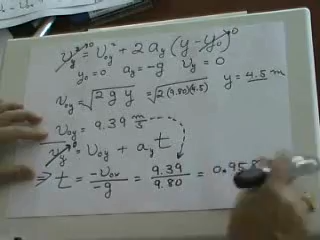 v_y^2 = v_oy^2 + 2 a_y (y - y_0)
y_0 = 0 a_y = -g v_y = 0
v_oy = √(2 g y) = √(2(9.80)(4.5)) y = 4.5 m
v_oy = 9.39 m/s
v_y = v_oy + a_y t
⇒ t = -v_oy / -g = 9.39 / 9.80 = 0.958